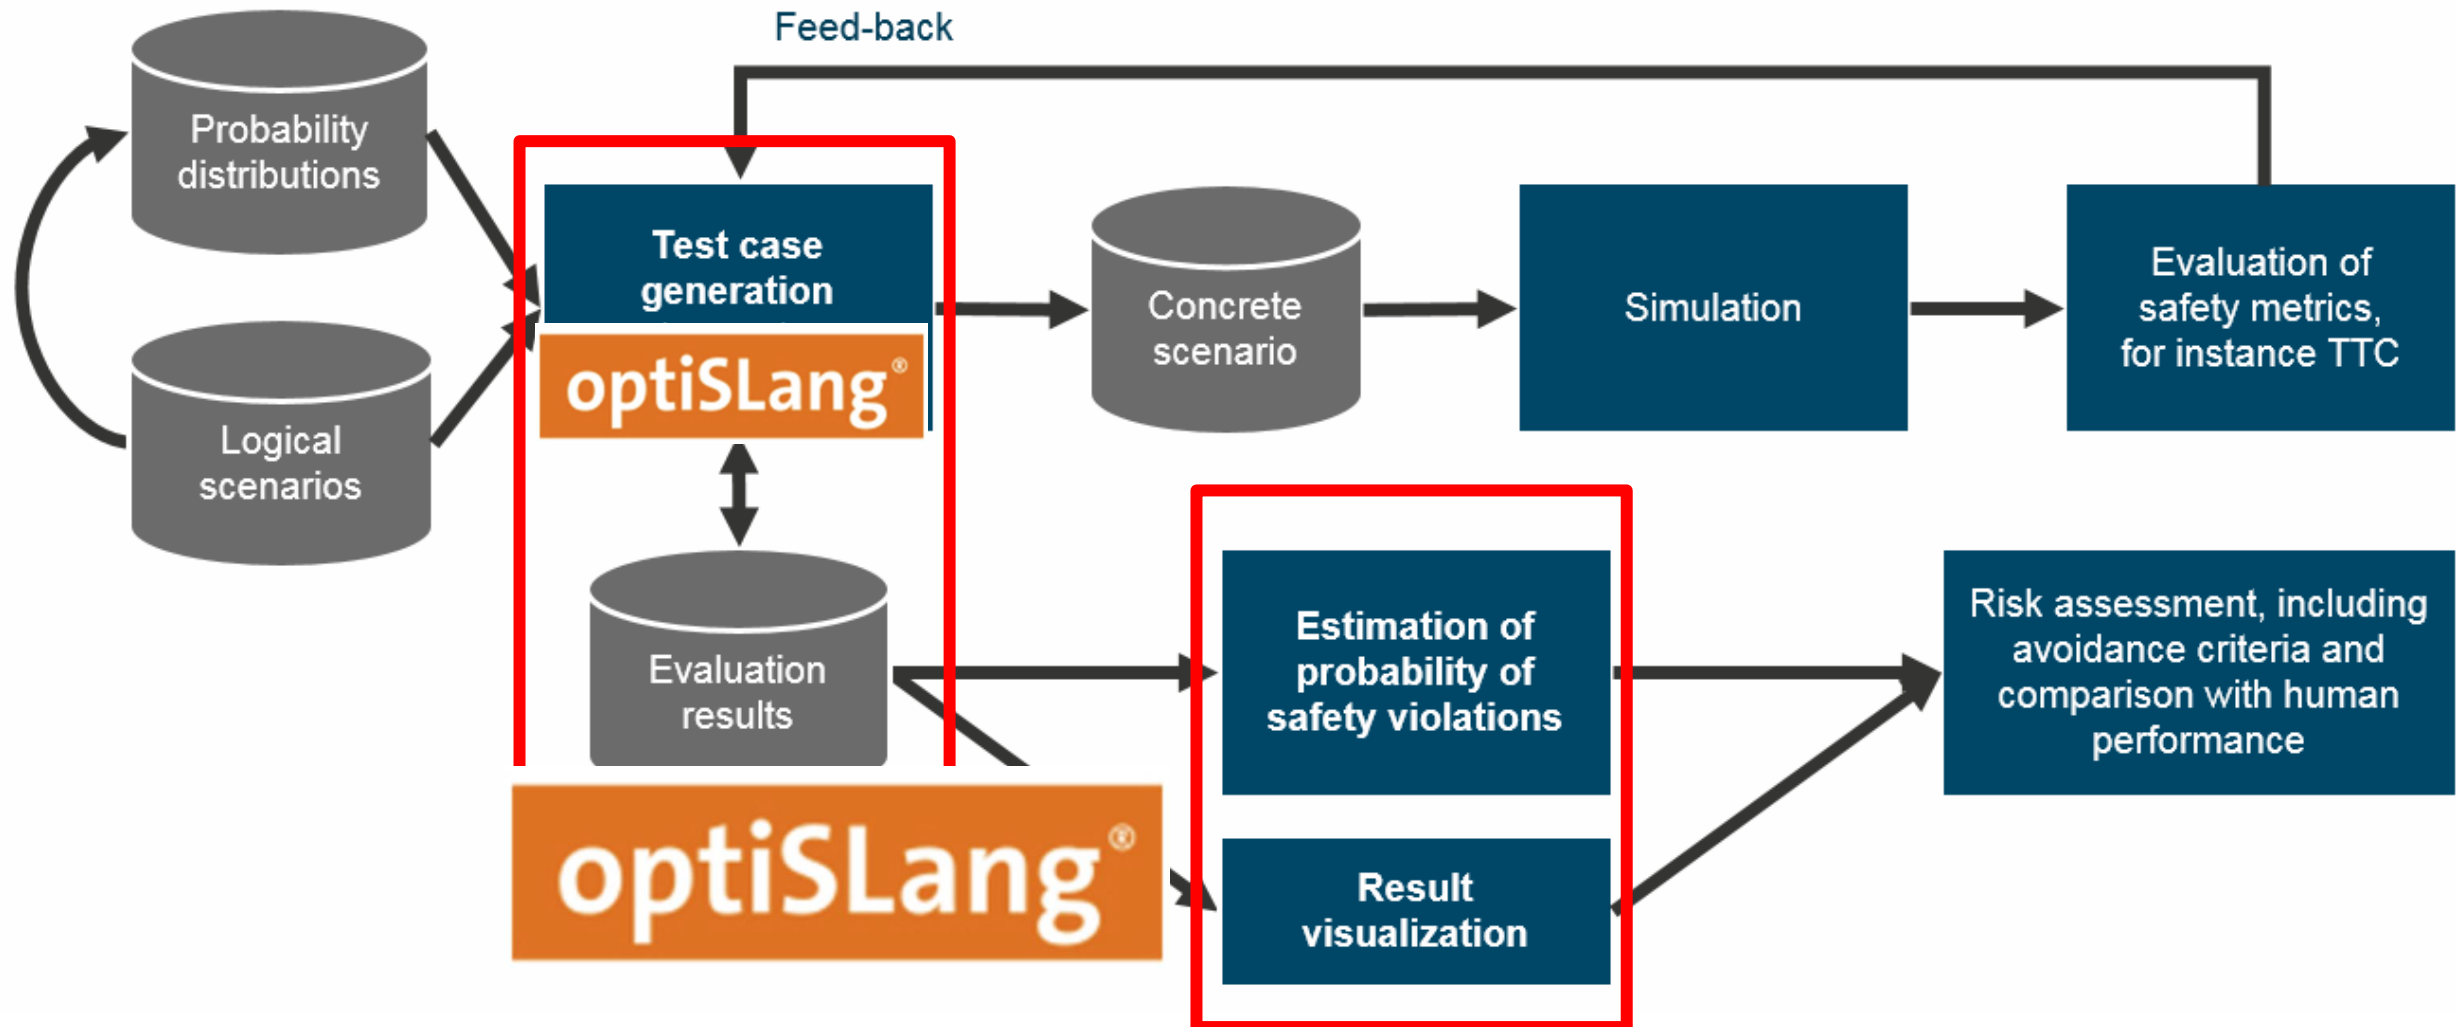 Feed-back
Probability
distributions
Test case
generation
optiSLang®
Concrete
scenario
Simulation
Evaluation of
safety metrics,
for instance TTC
Logical
scenarios
Evaluation
results
Estimation of
probability of
safety violations
Risk assessment, including
avoidance criteria and
comparison with human
performance
optiSLang®
Result
visualization